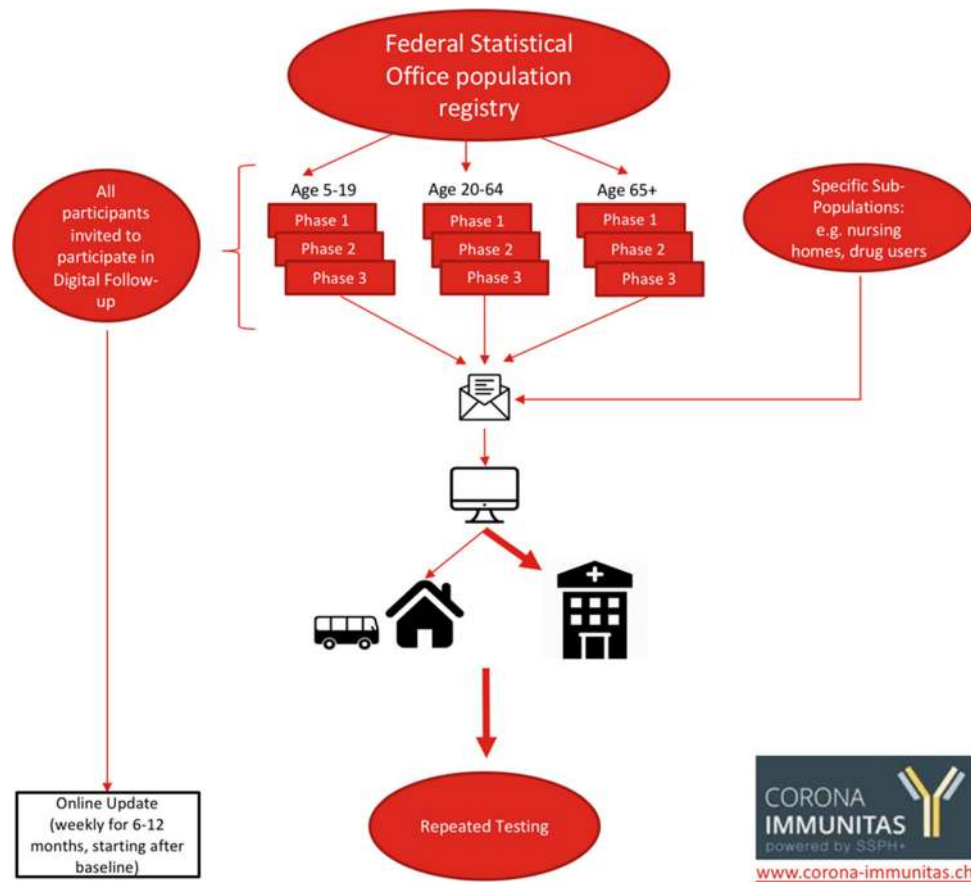 Federal Statistical
Office population
registry
All
participants
invited to
participate in
Digital Follow-
up
Age 5-19
Phase 1
Phase 2
Phase 3
Age 20-64
Phase 1
Phase 2
Phase 3
Age 65+
Phase 1
Phase 2
Phase 3
Specific Sub-
Populations:
e.g. nursing
homes, drug users
Online Update
(weekly for 6-12
months, starting after
baseline)
Repeated Testing
CORONA
IMMUNITAS
powered by SSPH+
www.corona-immunitas.ch